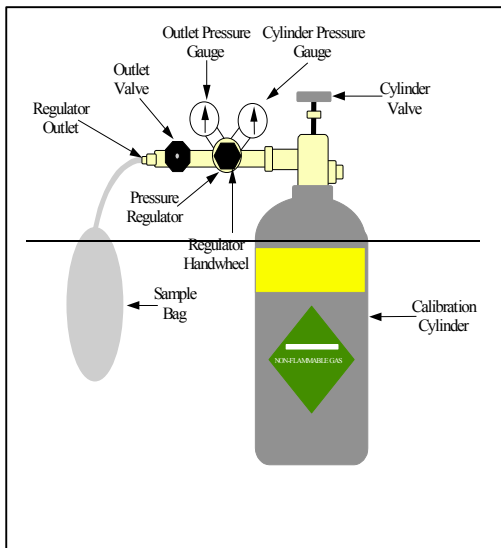 Outlet Pressure
Gauge
Cylinder Pressure
Gauge
Outlet
Valve
Cylinder
Valve
Regulator
Outlet
Pressure
Regulator
Regulator
Handwheel
Sample
Bag
Calibration
Cylinder
NON-FLAMMABLE GAS